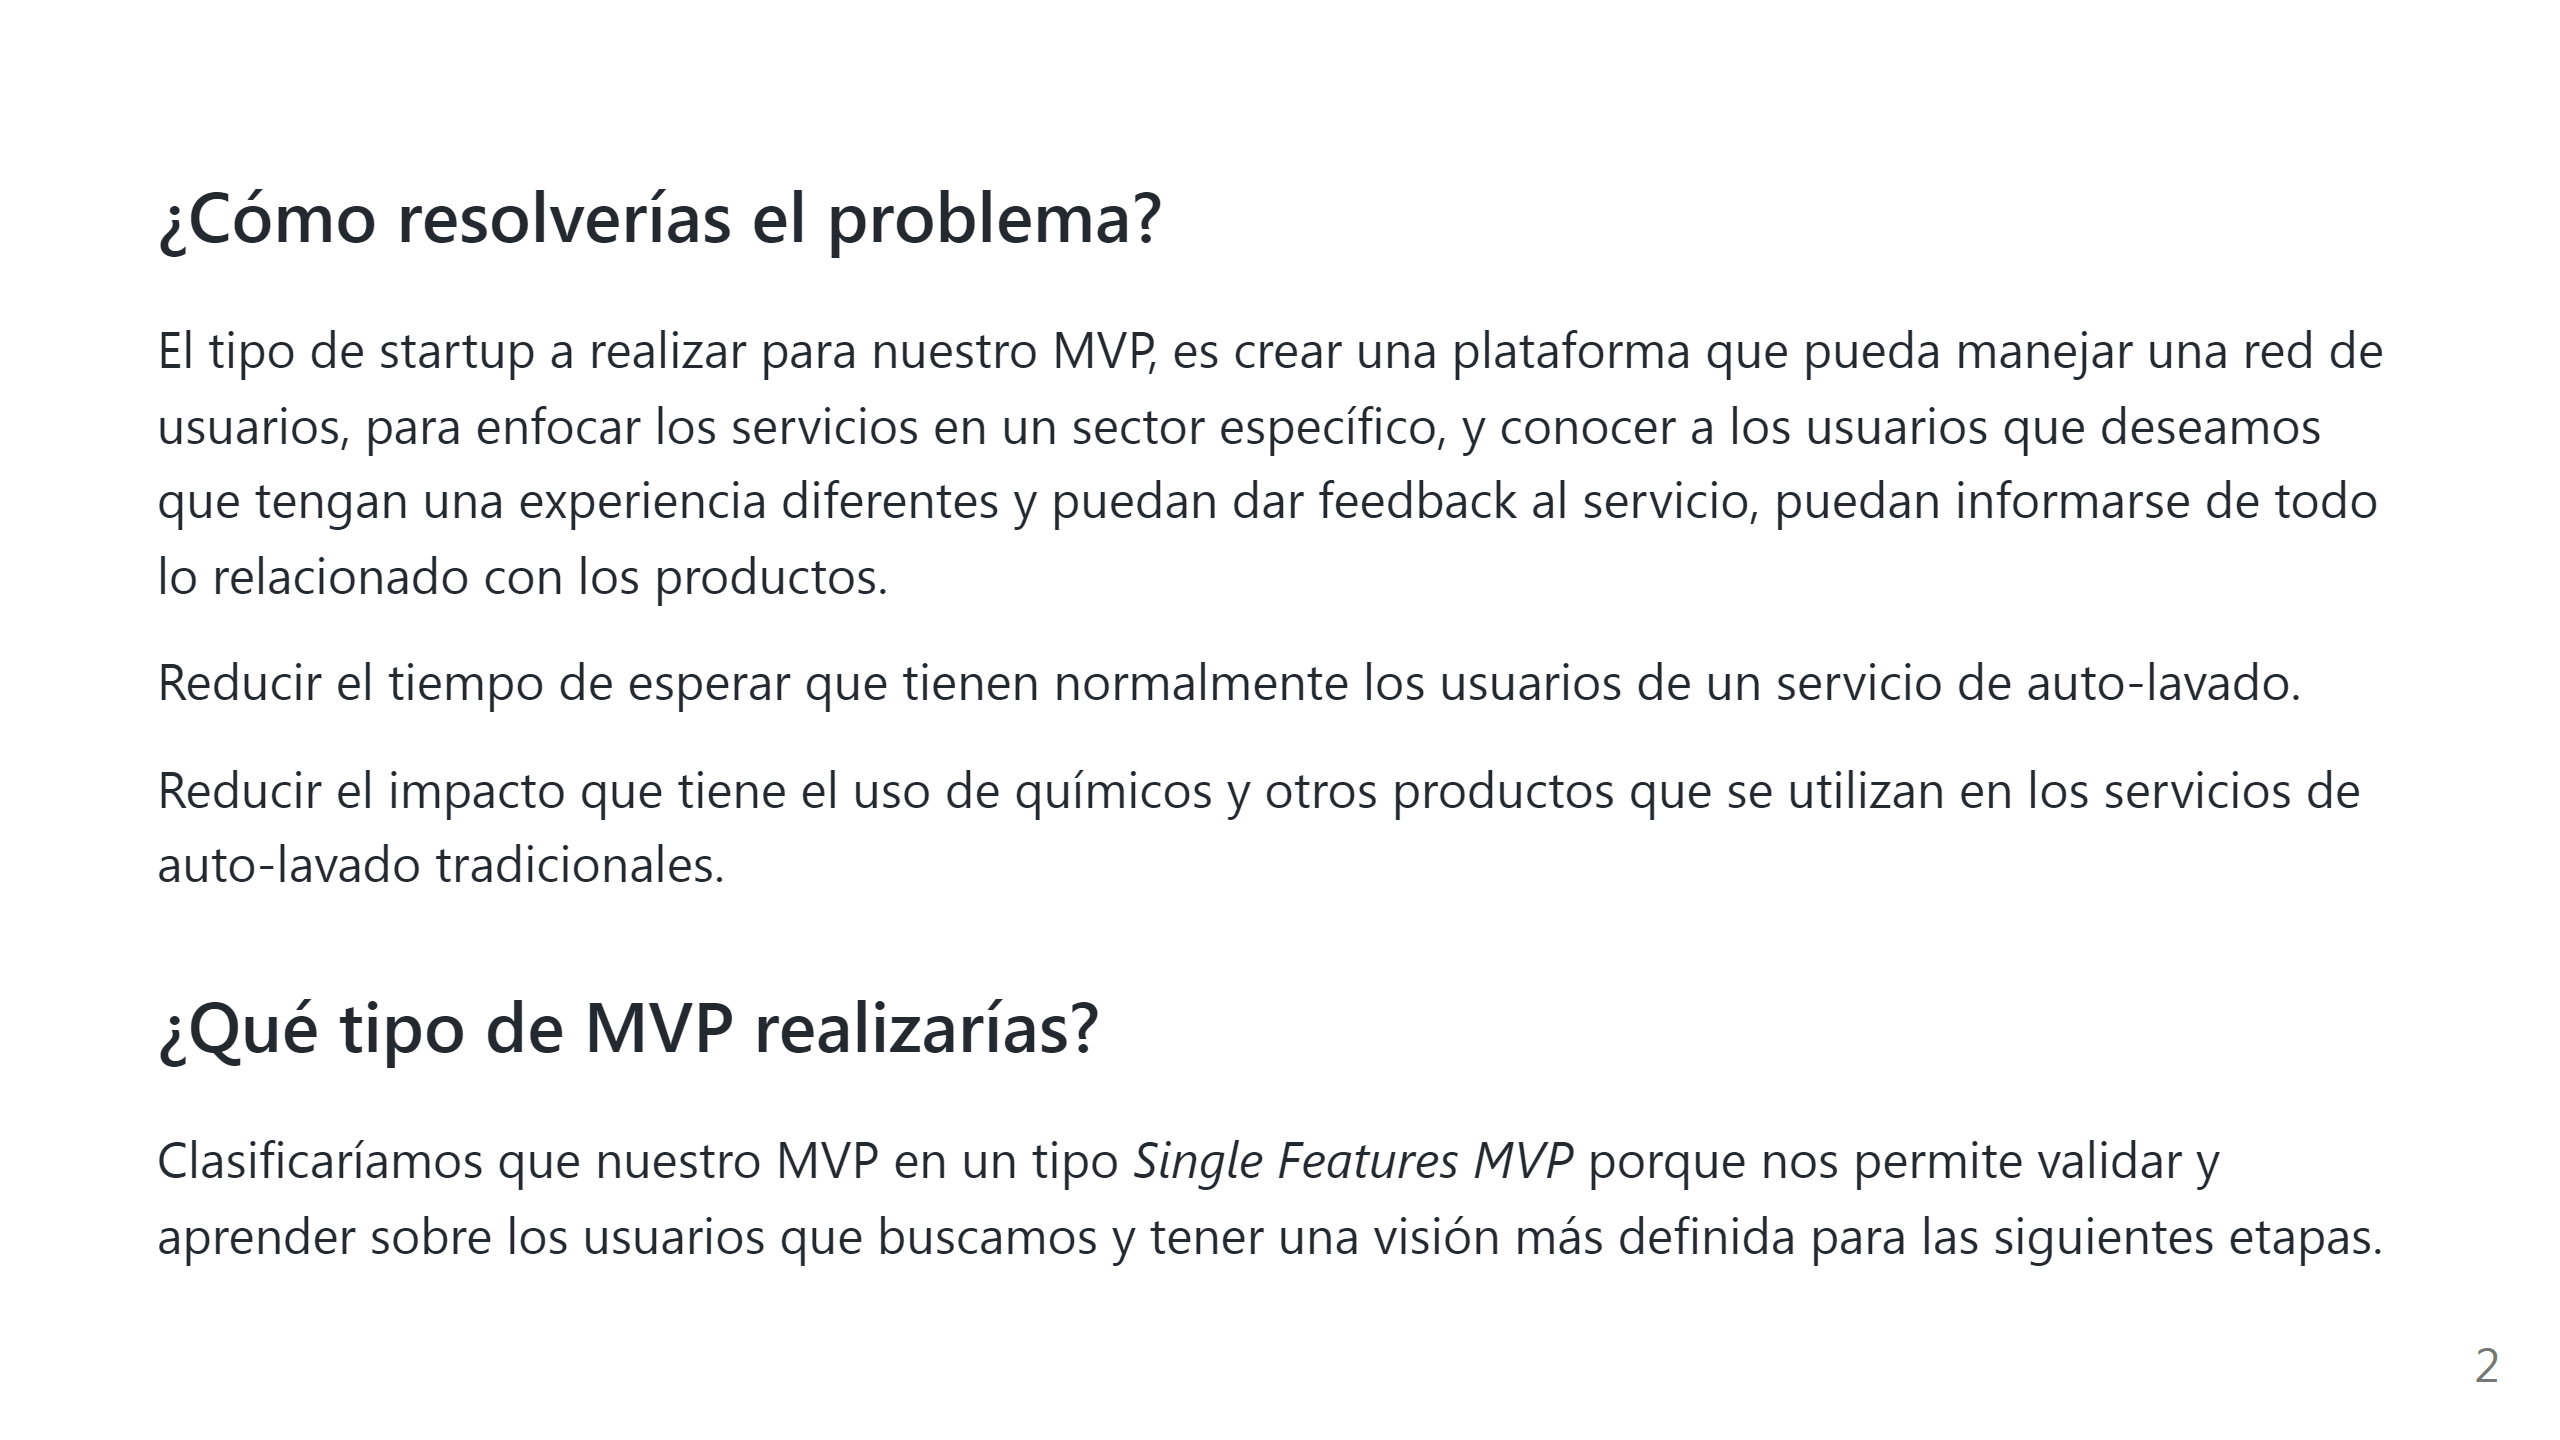 ¿Cómo resolverías el problema?
El tipo de startup a realizar para nuestro MVP, es crear una plataforma que pueda manejar una red de
usuarios, para enfocar los servicios en un sector específico, y conocer a los usuarios que deseamos
que tengan una experiencia diferentes y puedan dar feedback al servicio, puedan informarse de todo
lo relacionado con los productos.
Reducir el tiempo de esperar que tienen normalmente los usuarios de un servicio de auto-lavado.
Reducir el impacto que tiene el uso de químicos y otros productos que se utilizan en los servicios de
auto-lavado tradicionales.
¿Qué tipo de MVP realizarías?
Clasificaríamos que nuestro MVP en un tipo Single Features MVP porque nos permite validar y
aprender sobre los usuarios que buscamos y tener una visión más definida para las siguientes etapas.
2